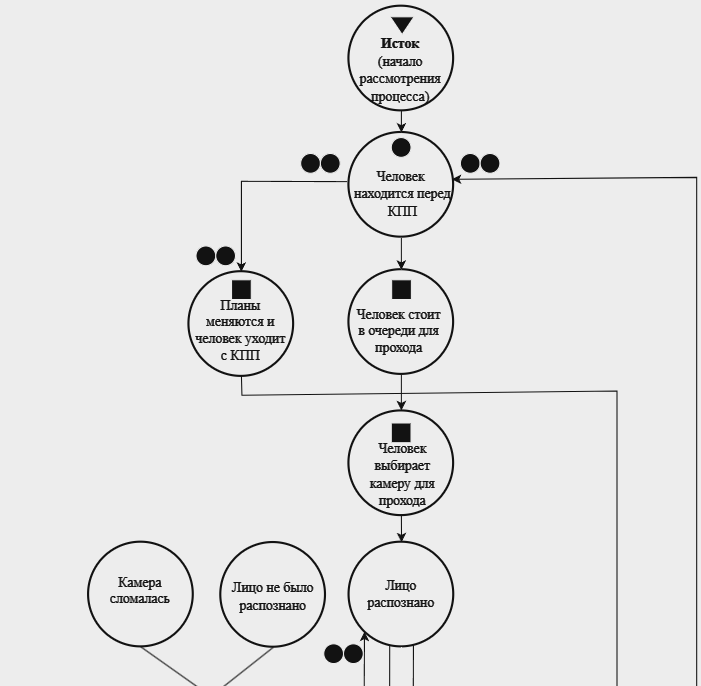 Исток
(начало
рассмотрения
процесса)
Человек
находится перед
КПП
Планы
меняются и
человек уходит
с КПП
Человек стоит
в очереди для
прохода
Человек
выбирает
камеру для
прохода
Камера
сломалась
Лицо не было
распознано
Лицо
распознано